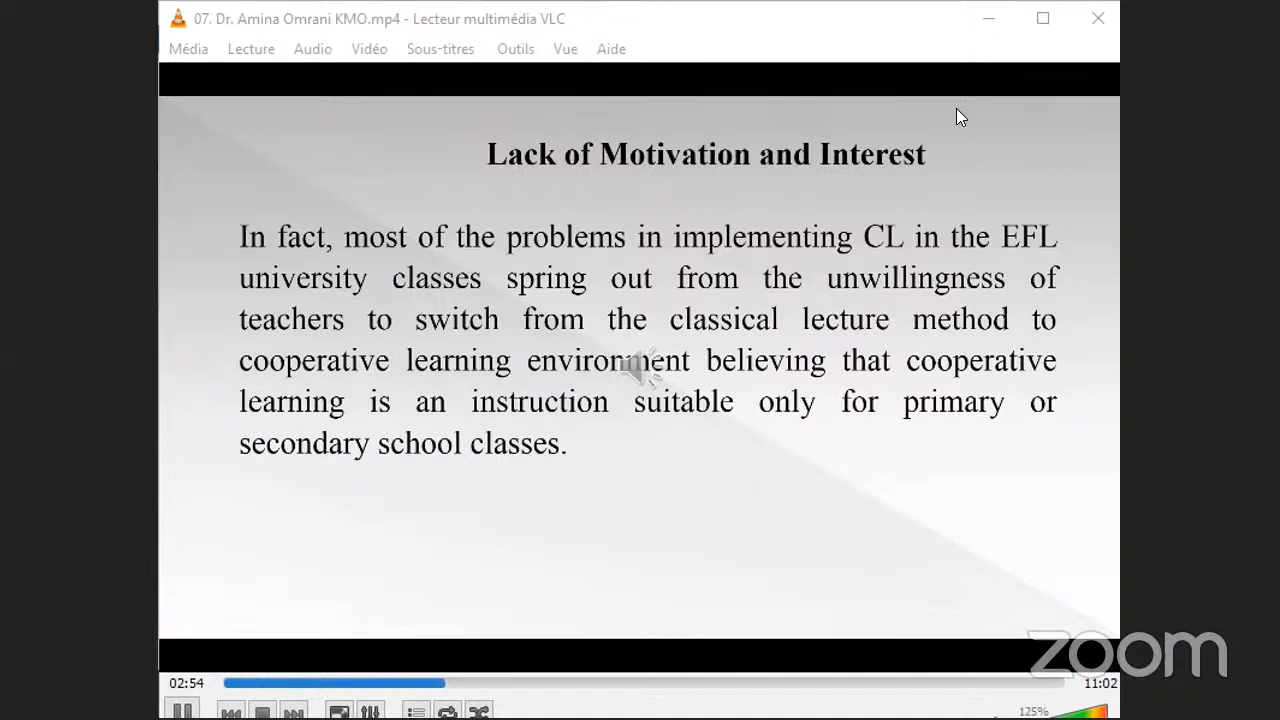 07. Dr. Amina Omrani KMO.mp4 - Lecteur multimédia VLC
Média Lecture Audio Vidéo Sous-titres Outils Vue Aide
Lack of Motivation and Interest
In fact, most of the problems in implementing CL in the EFL
university classes spring out from the unwillingness of
teachers to switch from the classical lecture method to
cooperative learning environment believing that cooperative
learning is an instruction suitable only for primary or
secondary school classes.
zoom
02:54 11:02
125%